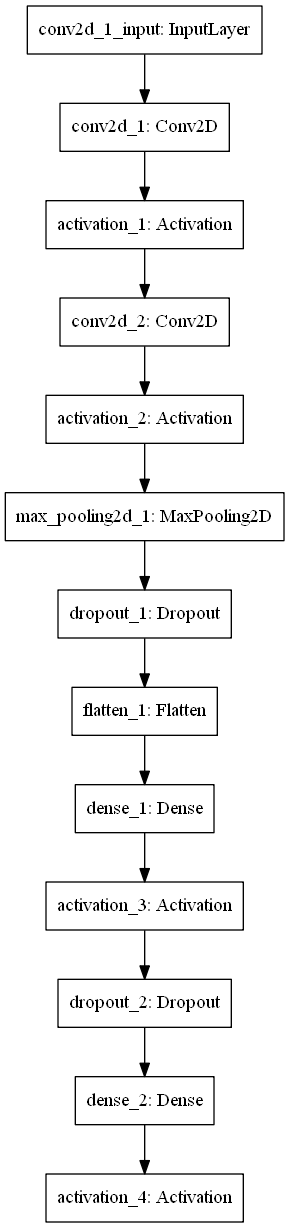 conv2d_1_input: InputLayer
conv2d_1: Conv2D
activation_1: Activation
conv2d_2: Conv2D
activation_2: Activation
max_pooling2d_1: MaxPooling2D
dropout_1: Dropout
flatten_1: Flatten
dense_1: Dense
activation_3: Activation
dropout_2: Dropout
dense_2: Dense
activation_4: Activation